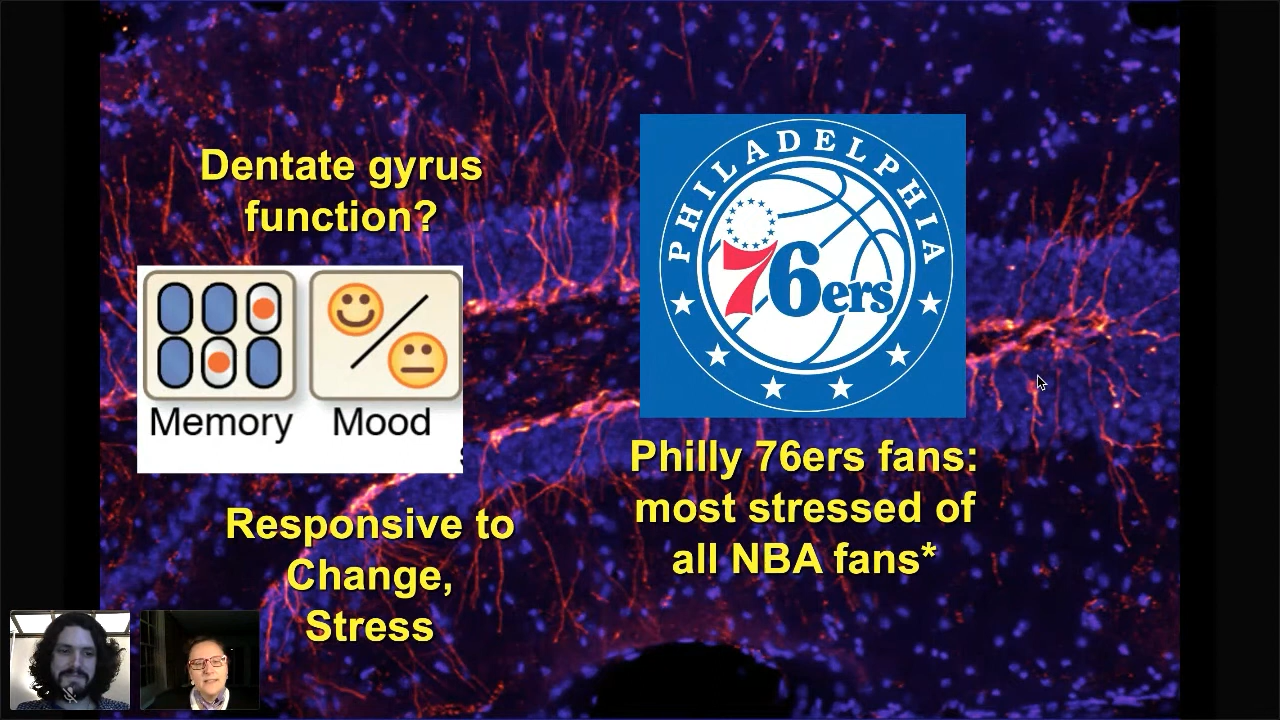 Dentate gyrus
function?
Memory Mood
Responsive to
Change,
Stress
PHILADELPHIA
76ers
Philly 76ers fans:
most stressed of
all NBA fans*